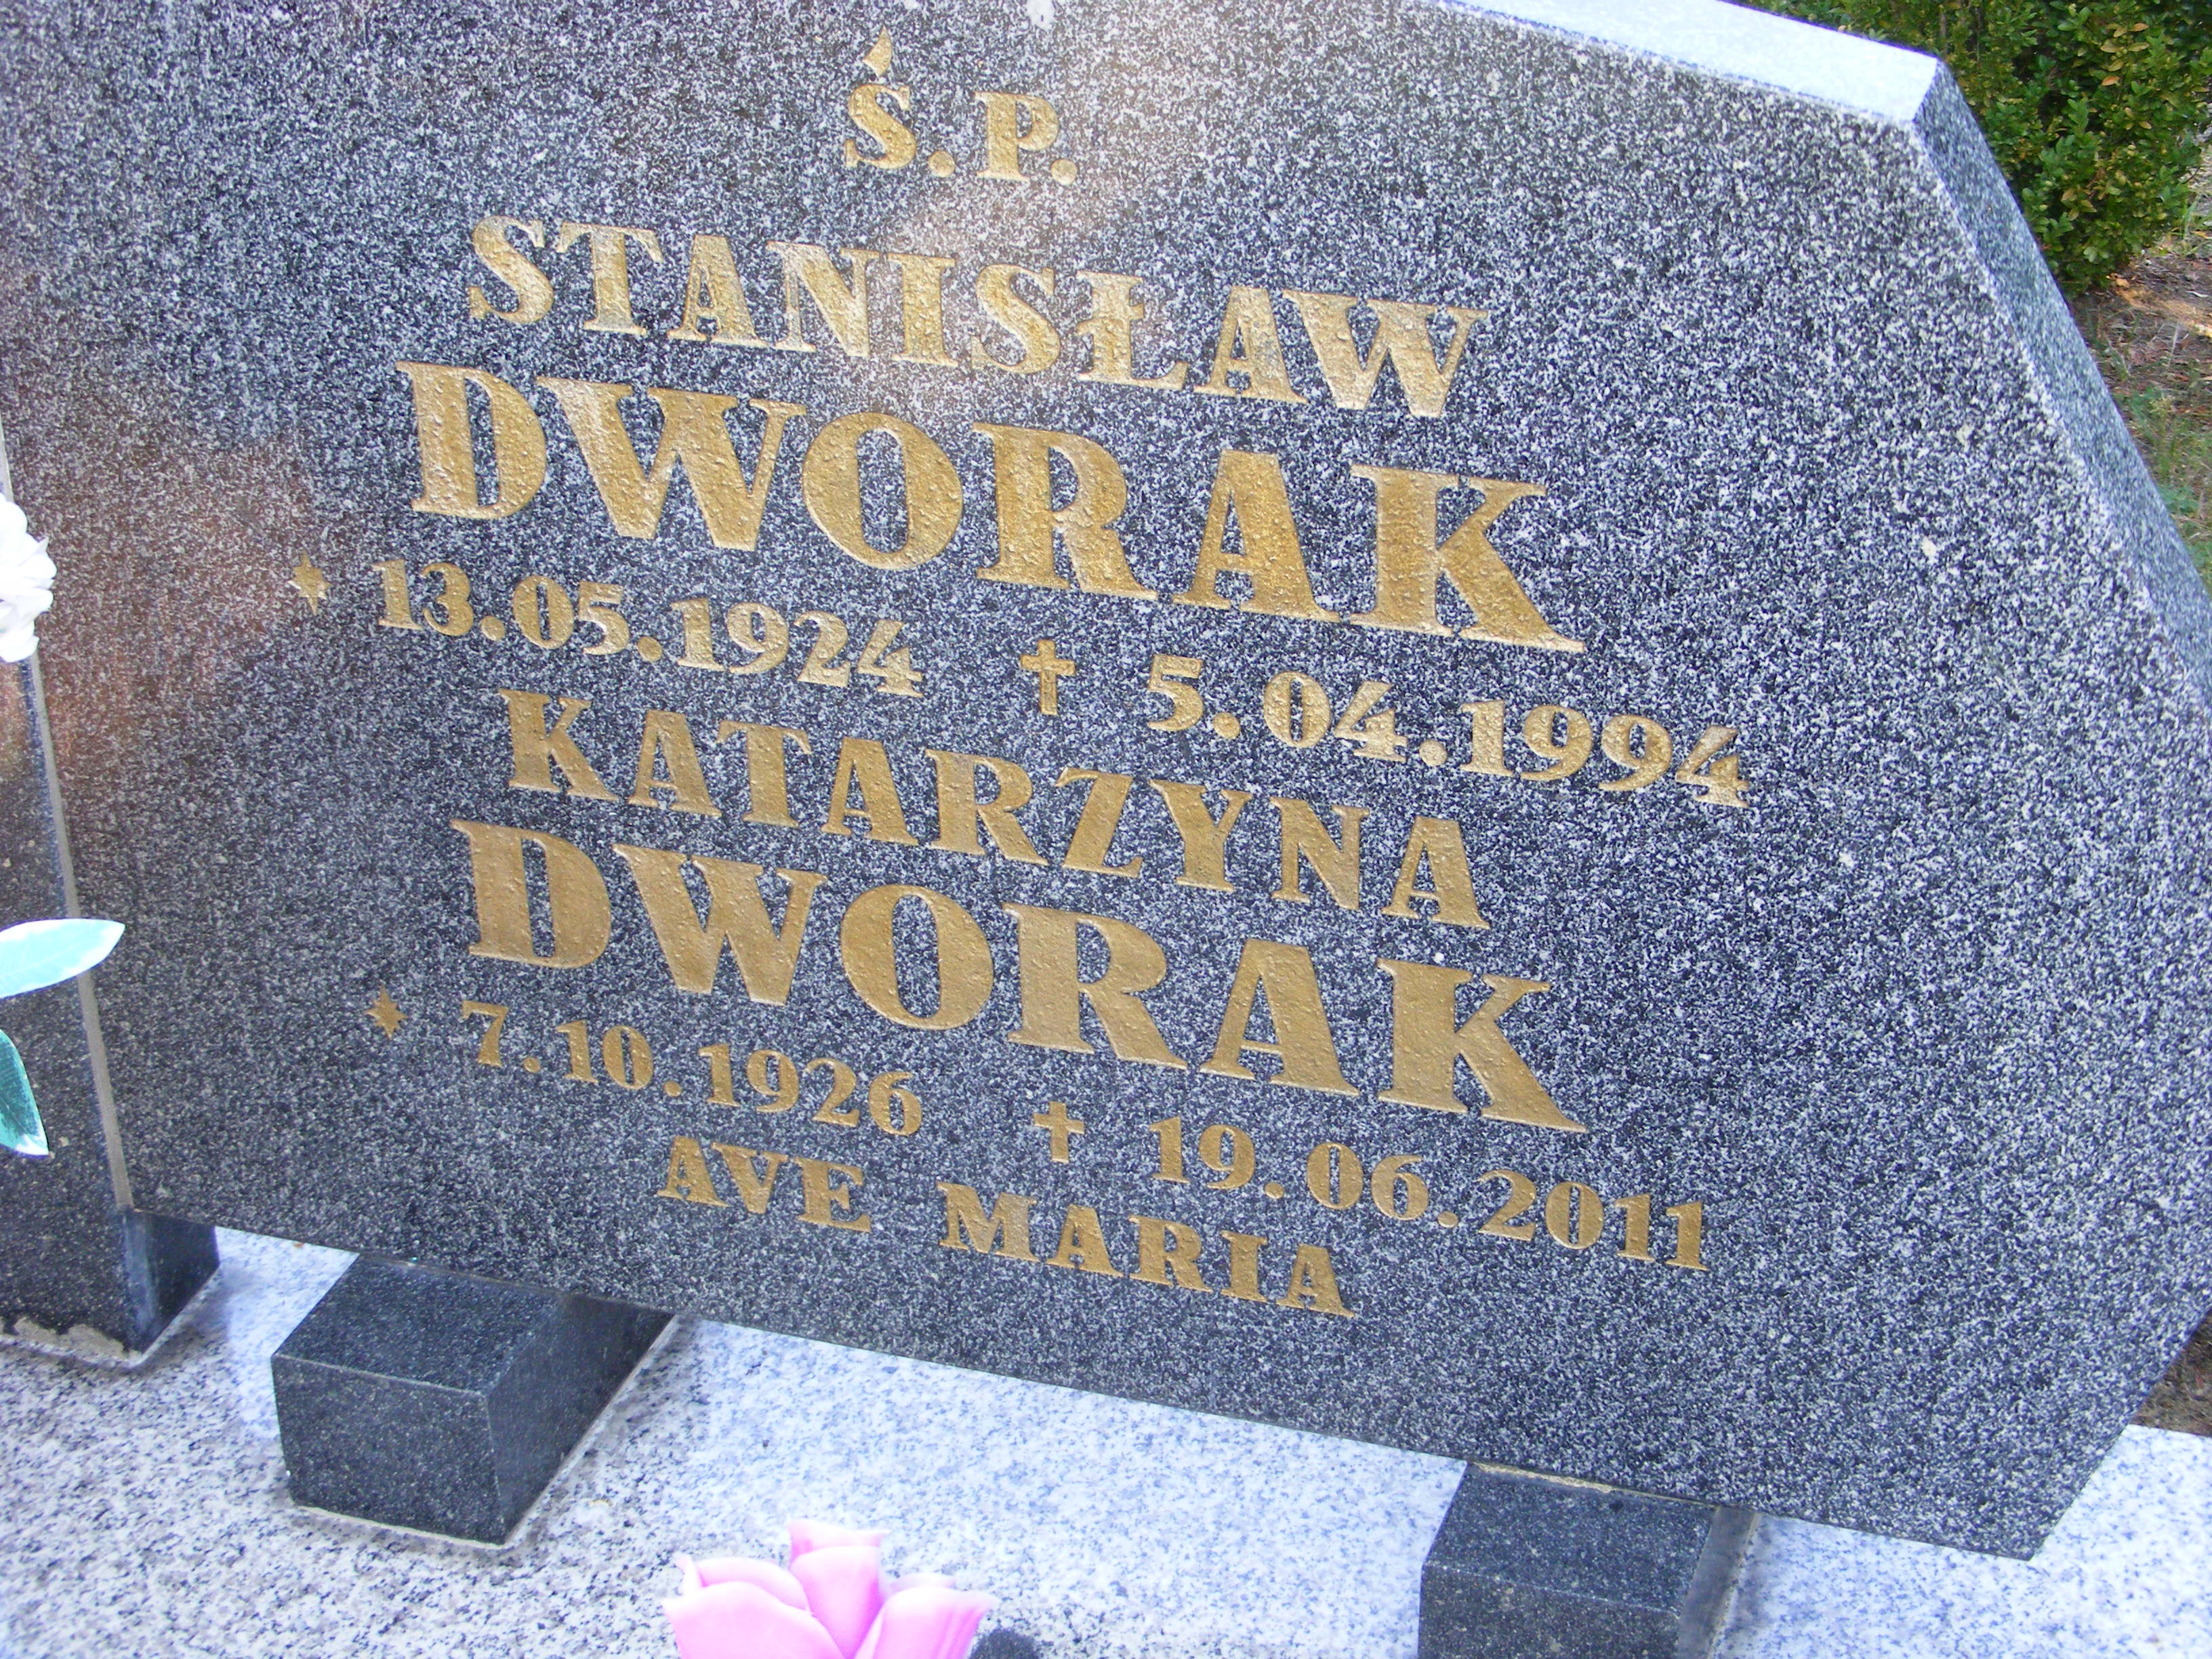 Ś.P.
STANISŁAW
DWORAK
* 13.05.1924 † 5.04.1994
KATARZYNA
DWORAK
* 7.10.1926 † 19.06.2011
AVE MARIA